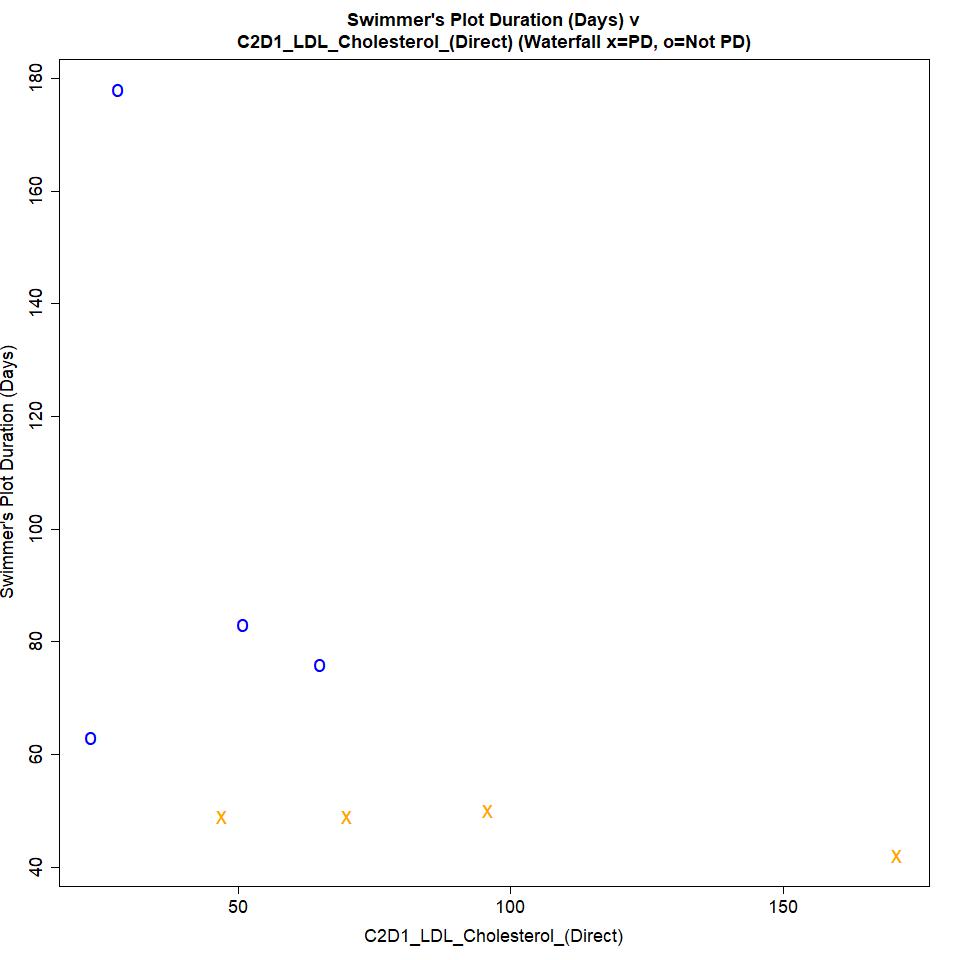 Swimmer's Plot Duration (Days) v
C2D1_LDL_Cholesterol_(Direct) (Waterfall x=PD, o=Not PD)
Swimmer's Plot Duration (Days)
180
160
140
120
100
80
60
40
O
O
O
O
X
X
X
X
50
100
150
C2D1_LDL_Cholesterol_(Direct)